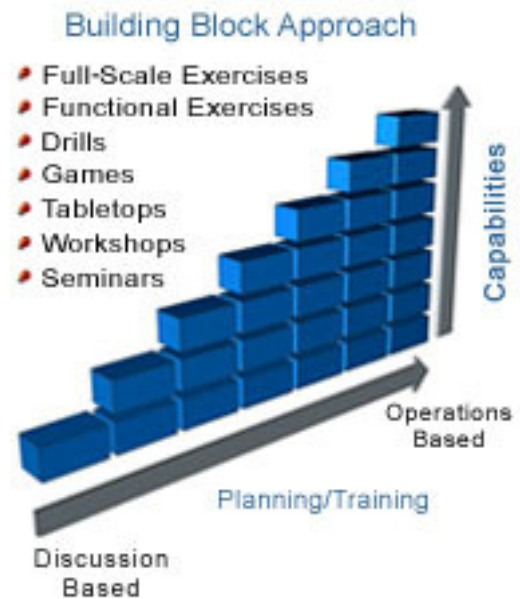 Building Block Approach
Full-Scale Exercises
Functional Exercises
Drills
Games
Tabletops
Workshops
Seminars
Capabilities
Operations
Based
Planning/Training
Discussion
Based